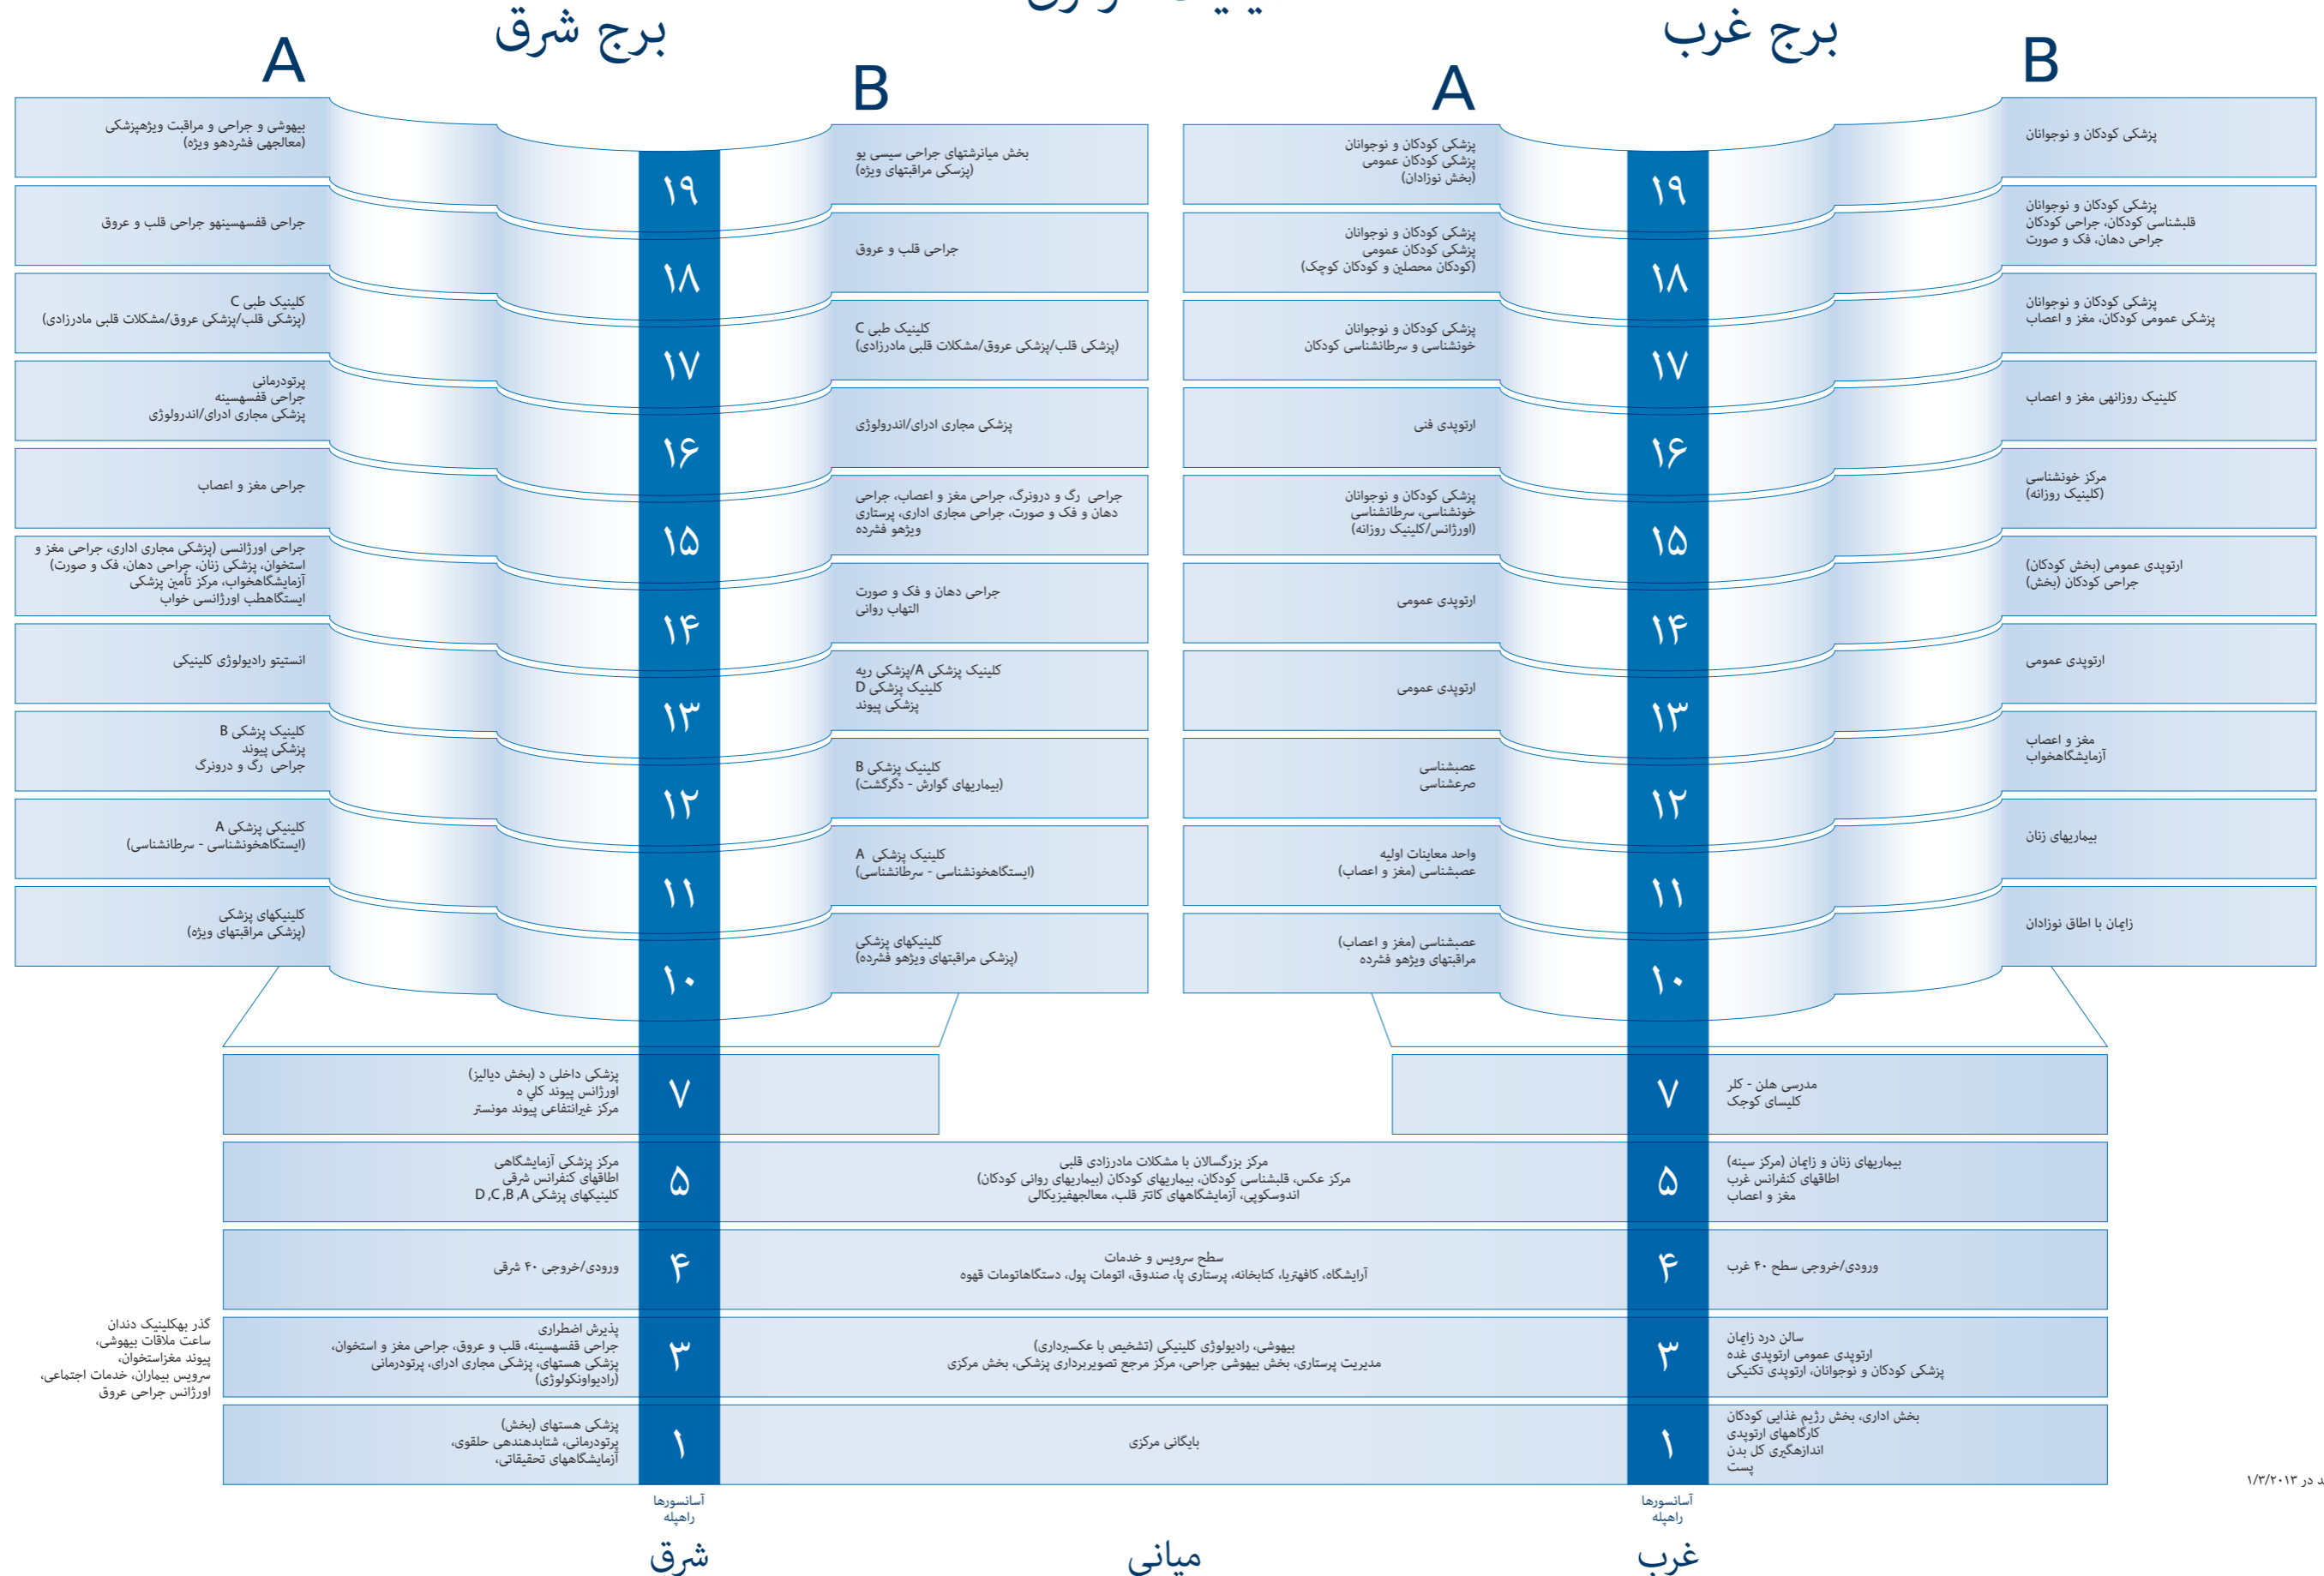 برج شرق
A
B
بیهوشی و جراحی و مراقبت ویژهپزشکی
(معالجهی فشردهو ویژه)
۱۹
بخش میانرشتهای جراحی سیسی یو
(پزسکی مراقبتهای ویژه)
جراحی قفسهسینهو جراحی قلب و عروق
۱۸
جراحی قلب و عروق
کلینیک طبی C
(پزشکی قلب/پزشکی عروق/مشکلات قلبی مادرزادی)
۱۷
کلینیک طبی C
(پزشکی قلب/پزشکی عروق/مشکلات قلبی مادرزادی)
پرتودرمانی
جراحی قفسهسینه
پزشکی مجاری ادرای/اندرولوژی
۱۶
پزشکی مجاری ادرای/اندرولوژی
جراحی مغز و اعصاب
۱۵
جراحی رگ و درونرگ، جراحی مغز و اعصاب، جراحی
دهان و فک و صورت، جراحی مجاری اداری، پرستاری
ویژهو فشرده
جراحی اورژانسی (پزشکی مجاری اداری، جراحی مغز و
استخوان، پزشکی زنان، جراحی دهان، فک و صورت)
آزمایشگاهخواب، مرکز تأمین پزشکی
ایستگاهطب اورژانسی خواب
۱۴
جراحی دهان و فک و صورت
التهاب روانی
انستیتو رادیولوژی کلینیکی
۱۳
کلینیک پزشکی A/پزشکی ریه
کلینیک پزشکی D
پزشکی پیوند
کلینیک پزشکی B
پزشکی پیوند
جراحی رگ و درونرگ
۱۲
کلینیک پزشکی B
(بیماریهای گوارش - دگرگشت)
کلینیکی پزشکی A
(ایستگاهخونشناسی - سرطانشناسی)
۱۱
کلینیک پزشکی A
(ایستگاهخونشناسی - سرطانشناسی)
کلینیکهای پزشکی
(پزشکی مراقبتهای ویژه)
۱۰
کلینیکهای پزشکی
(پزشکی مراقبتهای ویژهو فشرده)
برج غرب
A
B
پزشکی کودکان و نوجوانان
پزشکی کودکان عمومی
(بخش نوزادان)
۱۹
پزشکی کودکان و نوجوانان
پزشکی کودکان و نوجوانان
پزشکی کودکان عمومی
(کودکان محصلین و کودکان کوچک)
۱۸
پزشکی کودکان و نوجوانان
قلبشناسی کودکان، جراحی کودکان
جراحی دهان، فک و صورت
پزشکی کودکان و نوجوانان
خونشناسی و سرطانشناسی کودکان
۱۷
پزشکی کودکان و نوجوانان
پزشکی عمومی کودکان، مغز و اعصاب
ارتوپدی فنی
۱۶
کلینیک روزانهی مغز و اعصاب
پزشکی کودکان و نوجوانان
خونشناسی، سرطانشناسی
(اورژانس/کلینیک روزانه)
۱۵
مرکز خونشناسی
(کلینیک روزانه)
ارتوپدی عمومی
۱۴
ارتوپدی عمومی (بخش کودکان)
جراحی کودکان (بخش)
ارتوپدی عمومی
۱۳
ارتوپدی عمومی
عصبشناسی
صرعشناسی
۱۲
مغز و اعصاب
آزمایشگاهخواب
واحد معاینات اولیه
عصبشناسی (مغز و اعصاب)
۱۱
بیماریهای زنان
عصبشناسی (مغز و اعصاب)
مراقبتهای ویژهو فشرده
۱۰
زایمان با اطاق نوزادان
پزشکی داخلی د (بخش دیالیز)
اورژانس پیوند کلي ه
مرکز غیرانتفاعی پیوند مونستر
۷
۷
مدرسی هلن - کلر
کلیسای کوجک
مرکز پزشکی آزمایشگاهی
اطاقهای کنفرانس شرقی
کلینیکهای پزشکی D ,C ,B ,A
۵
مرکز بزرگسالان با مشکلات مادرزادی قلبی
مرکز عکس، قلبشناسی کودکان، بیماریهای کودکان (بیماریهای روانی کودکان)
اندوسکوپی، آزمایشگاههای کاتتر قلب، معالجهفیزیکالی
۵
بیماریهای زنان و زایمان (مرکز سینه)
اطاقهای کنفرانس غرب
مغز و اعصاب
ورودی/خروجی ۴۰ شرقی
۴
سطح سرویس و خدمات
آرایشگاه، کافهتریا، کتابخانه، پرستاری پا، صندوق، اتومات پول، دستگاهاتومات قهوه
۴
ورودی/خروجی سطح ۴۰ غرب
گذر بهکلینیک دندان
ساعت ملاقات بیهوشی،
پیوند مغزاستخوان،
سرویس بیماران، خدمات اجتماعی،
اورژانس جراحی عروق
پذیرش اضطراری
جراحی قفسهسینه، قلب و عروق، جراحی مغز و استخوان،
پزشکی هستهای، پزشکی مجاری ادرای، پرتودرمانی
(رادیواونکولوژی)
۳
بیهوشی، رادیولوژی کلینیکی (تشخیص با عکسبرداری)
مدیریت پرستاری، بخش بیهوشی جراحی، مرکز مرجع تصویربرداری پزشکی، بخش مرکزی
۳
سالن درد زایمان
ارتوپدی عمومی ارتوپدی غده
پزشکی کودکان و نوجوانان، ارتوپدی تکنیکی
پزشکی هستهای (بخش)
پرتودرمانی، شتابدهندهی حلقوی،
آزمایشگاههای تحقیقاتی،
۱
بایگانی مرکزی
۱
بخش اداری، بخش رژیم غذایی کودکان
کارگاههای ارتوپدی
اندازهگیری کل بدن
پست
در ۱/۳/۲۰۱۳
آسانسورها
راهپله
آسانسورها
راهپله
شرق
میانی
غرب